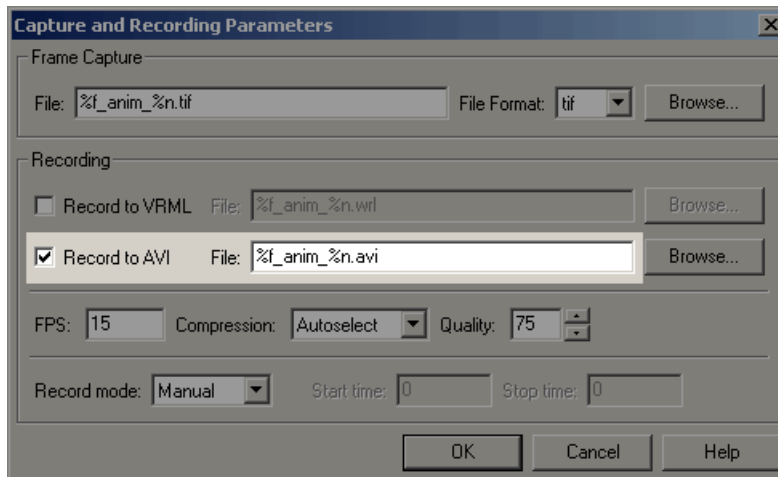 Capture and Recording Parameters
Frame Capture
File: %f_anim_%n.tif File Format: tif Browse...
Recording
Record to VRML File: %f_anim_%n.wrl Browse...
Record to AVI File: %f_anim_%n.avi Browse...
FPS: 15 Compression: Autoselect Quality: 75
Record mode: Manual Start time: 0 Stop time: 0
OK Cancel Help